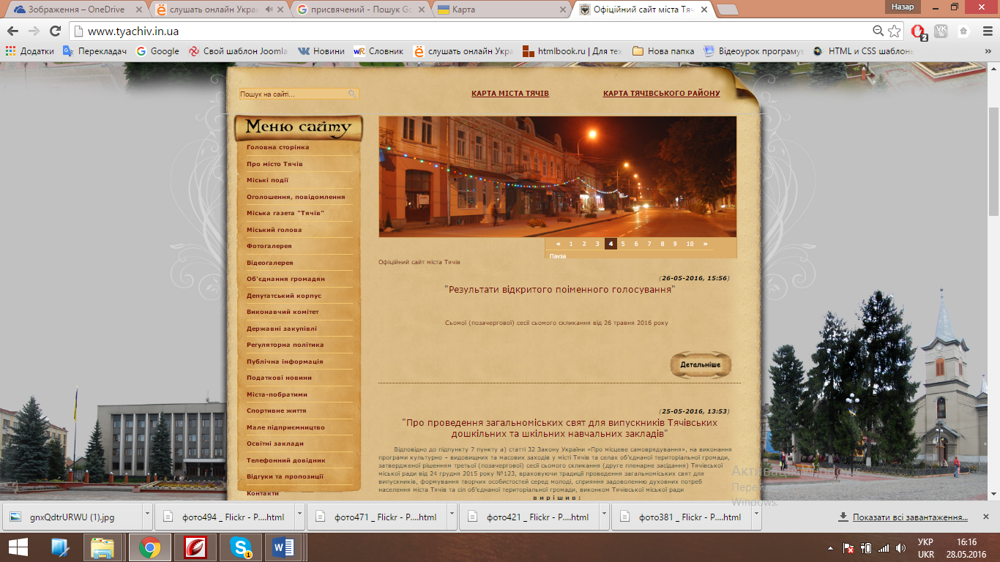 Зображення – OneDrive
слушать онлайн Укра
присвячений - Пошук Go
Карта
Офіційний сайт міста Тяч
Назар
www.tyachiv.in.ua
2
Додатки
Перекладач
Google
Свой шаблон Joomla
Новини
Словник
слушать онлайн Укра
htmlbook.ru | Для тех
Нова папка
Відеоурок програмув
HTML и CSS шаблонь
»
Пошук на сайті...
КАРТА МІСТА ТЯЧІВ
КАРТА ТЯЧІВСЬКОГО РАЙОНУ
Меню сайту
Головна сторінка
Про місто Тячів
Міські події
Оголошення, повідомлення
Міська газета "Тячів"
Міський голова
Фотогалерея
Відеогалерея
Об'єднання громадян
Депутатський корпус
Виконавчий комітет
Державні закупівлі
Регуляторна політика
Публічна інформація
Податкові новини
Міста-побратими
Спортивне життя
Мале підприємництво
Освітні заклади
Телефонний довідник
Відгуки та пропозиції
Контакти
« 1 2 3 4 5 6 7 8 9 10 »
Пауза
Офіційний сайт міста Тячів
(26-05-2016, 15:56)
"Результати відкритого поіменного голосування"
Сьомої (позачергової) сесії сьомого скликання від 26 травня 2016 року
Детальніше
(25-05-2016, 13:53)
"Про проведення загальноміських свят для випускників Тячівських
дошкільних та шкільних навчальних закладів"
Відповідно до підпункту 7 пункту а) статті 32 Закону України «Про місцеве самоврядування», на виконання
програми культурно – видовищних та масових заходів у місті Тячів та селах об'єднаної територіальної громади,
затвердженої рішенням третьої (позачергової) сесії сьомого скликання (друге пленарне засідання) Тячівської
міської ради від 24 грудня 2015 року №123, враховуючи традиції проведення загальноміських свят для
випускників, формування творчих особистостей серед молоді, сприяння задоволенню духовних потреб
населення міста Тячів та сіл об'єднаної територіальної громади, виконком Тячівської міської ради
в и р і ш и в :
Windows.
gnxQdtrURWU (1).jpg
фото494 _ Flickr - P....html
фото471 _ Flickr - P....html
фото421 _ Flickr - P....html
фото381 _ Flickr - P....html
Показати всі завантаження...
1
УКР
UKR
16:16
28.05.2016